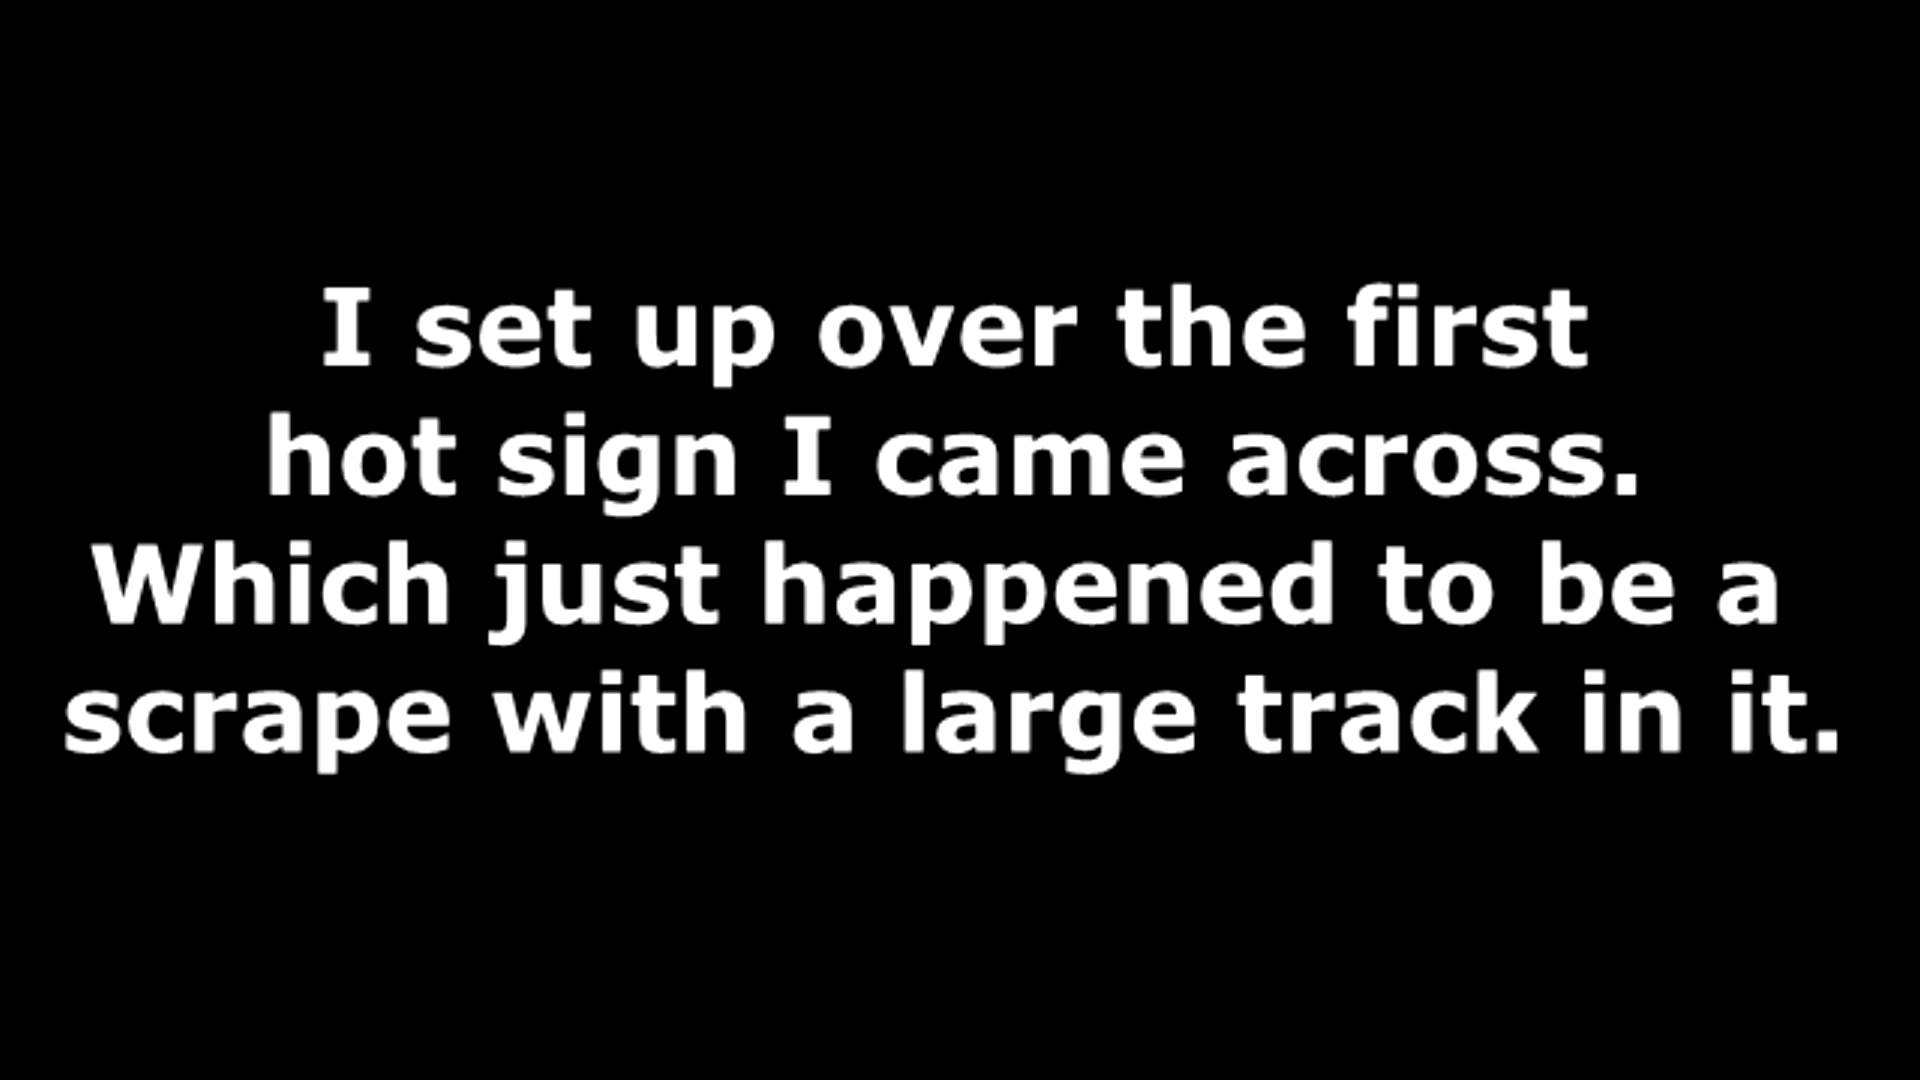 I set up over the first
hot sign I came across.
Which just happened to be a
scrape with a large track in it.